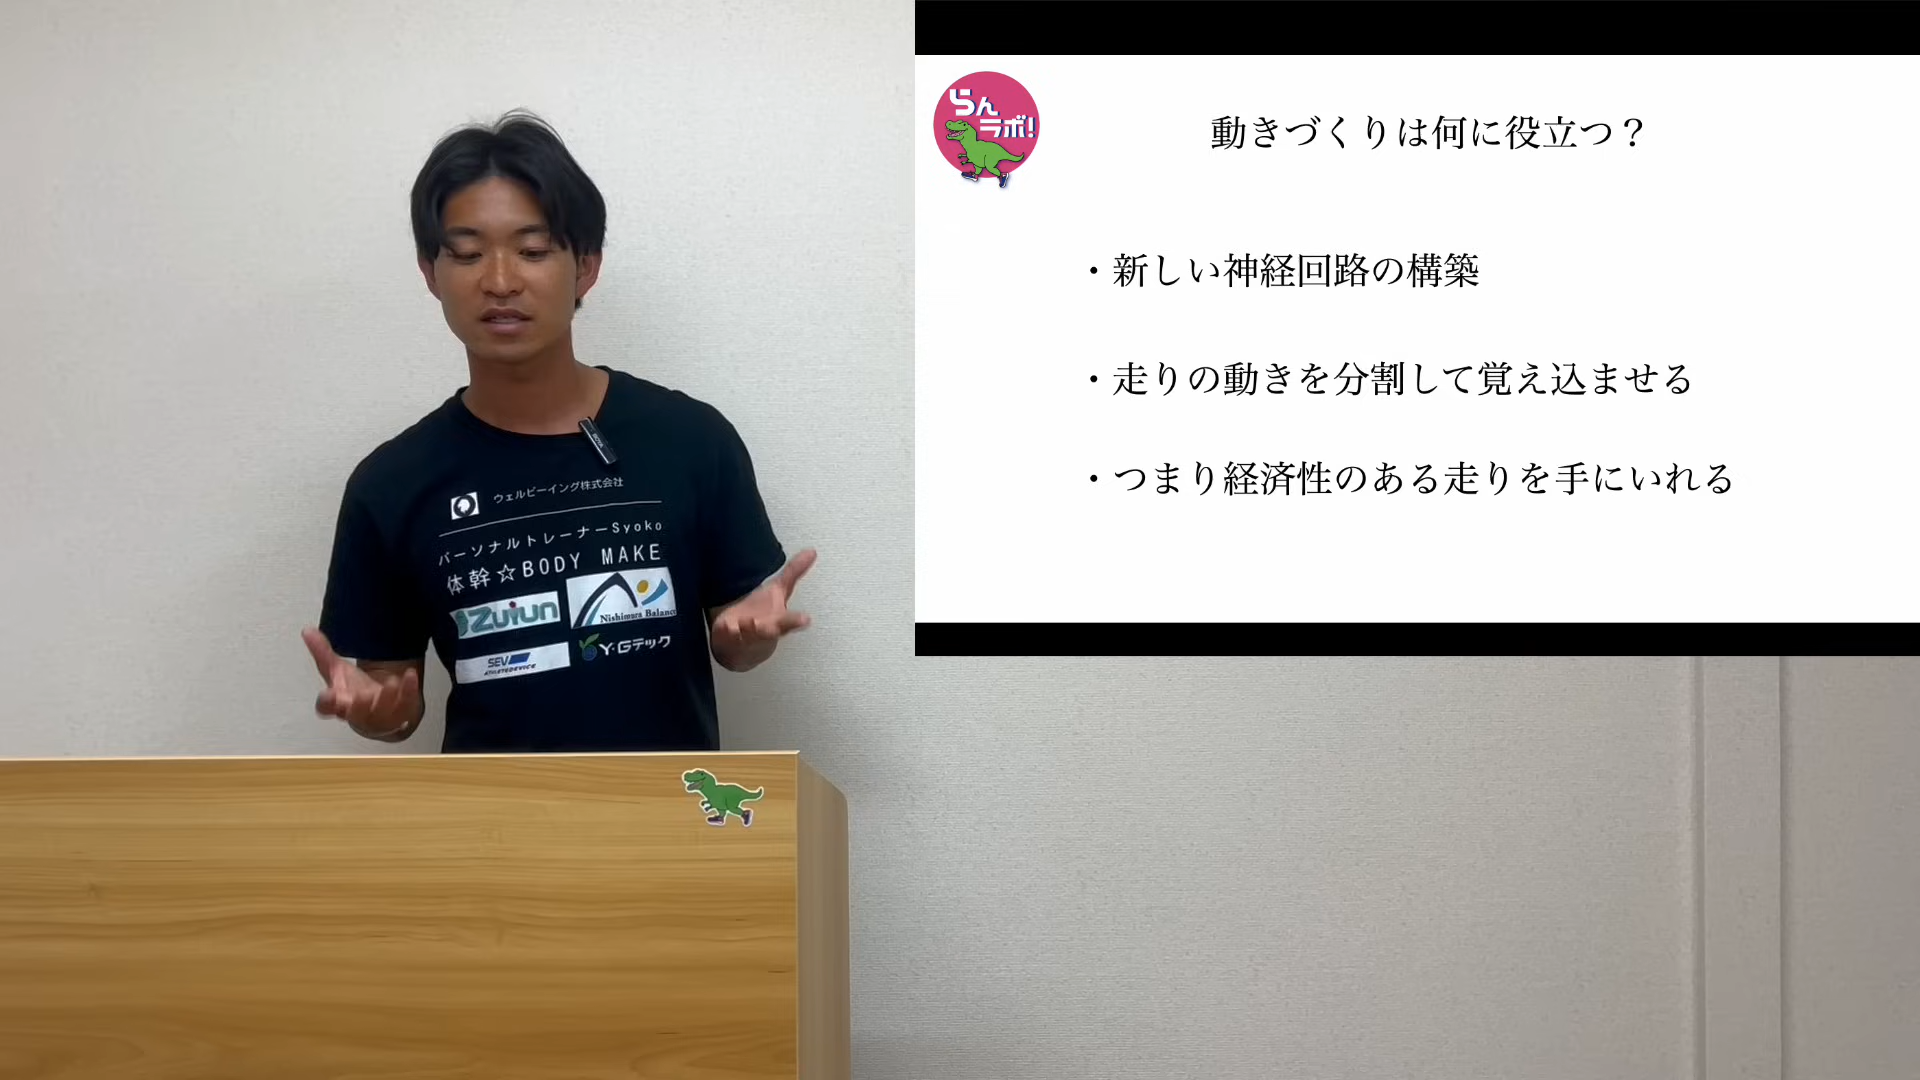 らん
ラボ!
動きづくりは何に役立つ？
・新しい神経回路の構築
・走りの動きを分割して覚え込ませる
・つまり経済性のある走りを手にいれる
ウェルビーイング株式会社
パーソナルトレーナーSyoko
体幹☆BODY MAKE
Zuiun
Nishimura Balance
SEV
ATHLETE DEVICE
Y・Gテック
BOYA